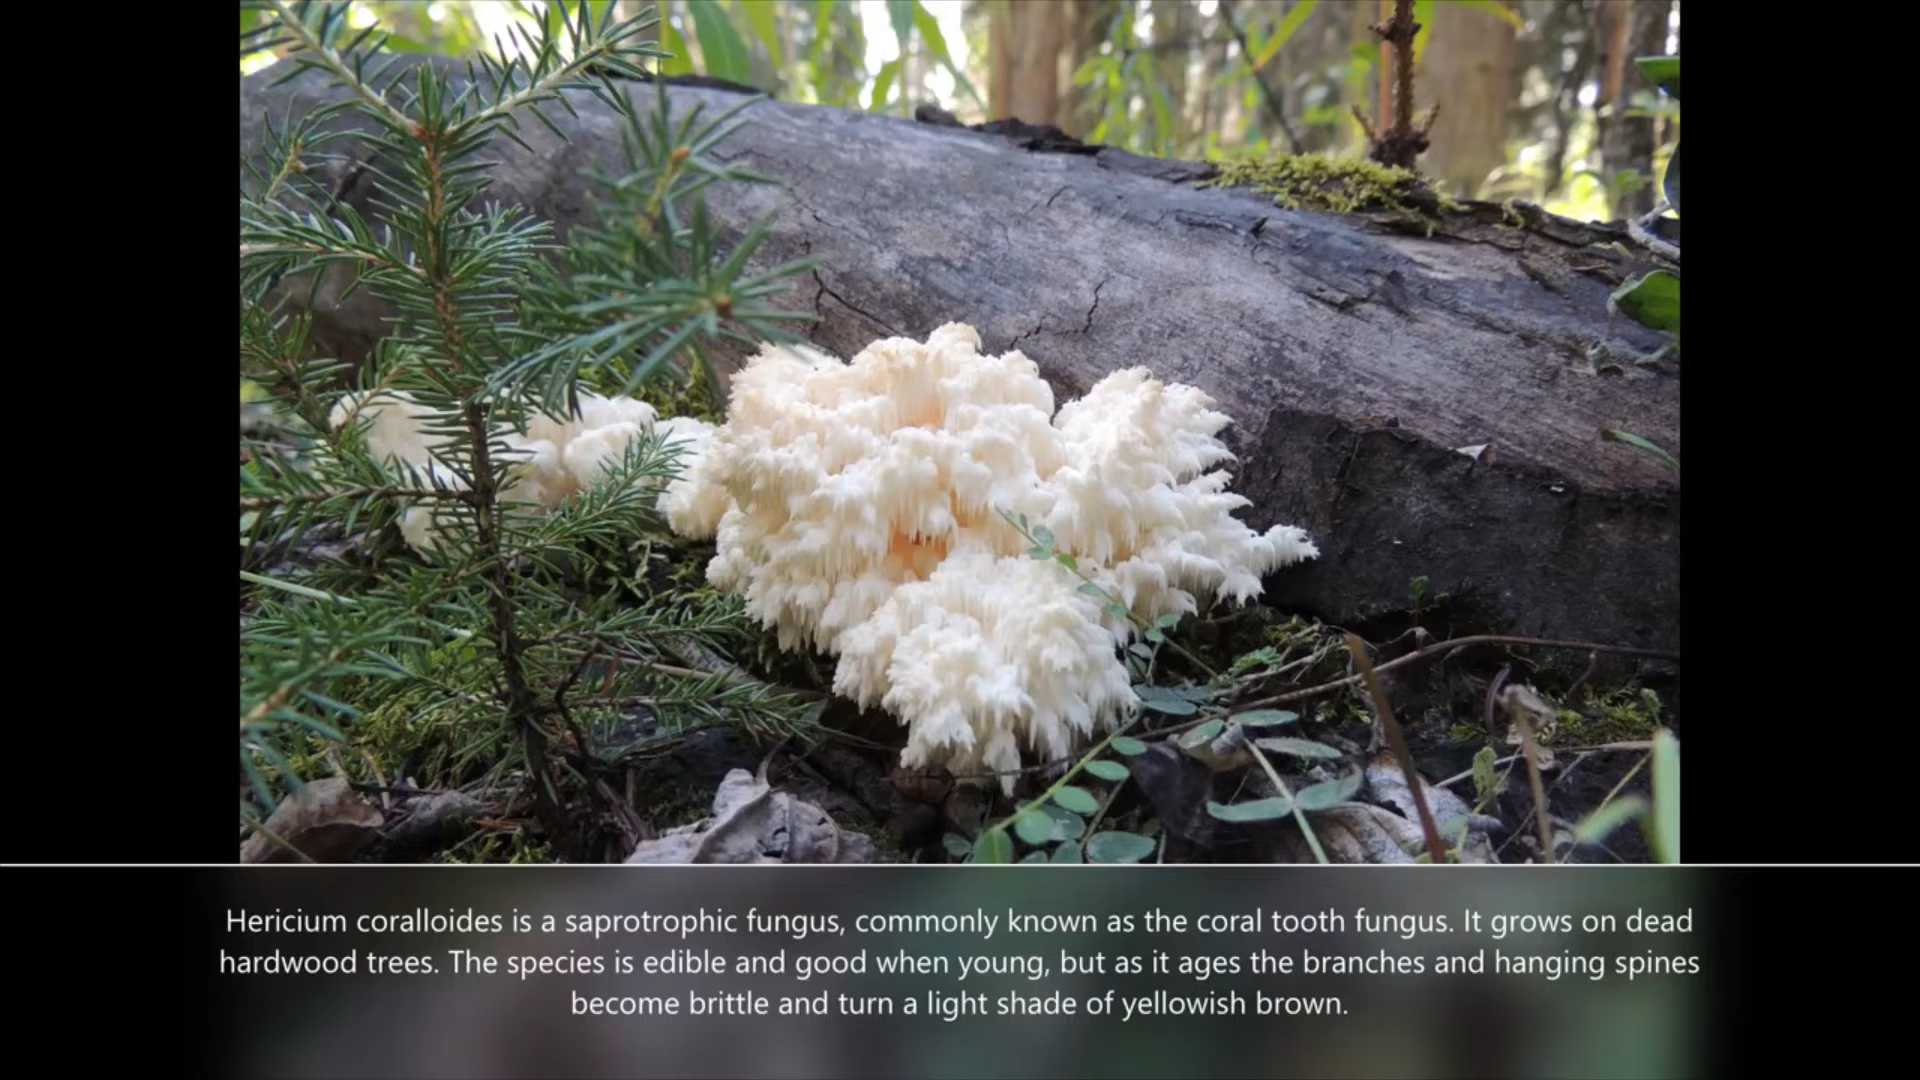 Hericium coralloides is a saprotrophic fungus, commonly known as the coral tooth fungus. It grows on dead
hardwood trees. The species is edible and good when young, but as it ages the branches and hanging spines
become brittle and turn a light shade of yellowish brown.